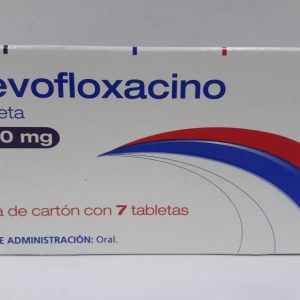 evofloxacino
eta
0 mg
a de cartón con 7 tabletas
E ADMINISTRACIÓN: Oral.